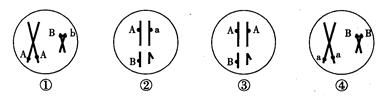 B b A A
A a B
A A B
B B a a
① ② ③ ④